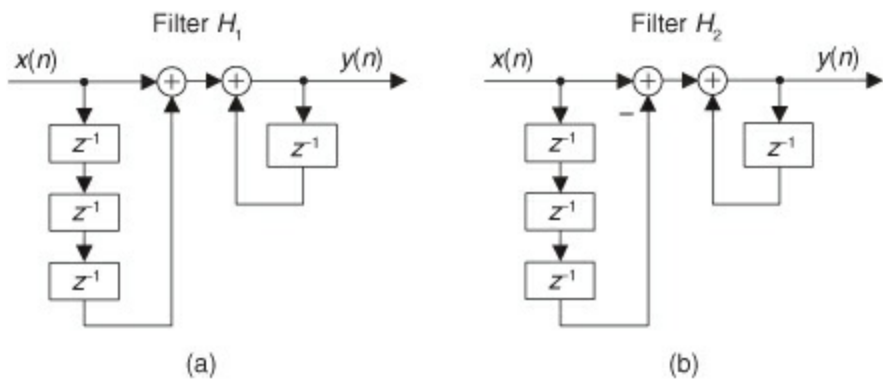 Filter H₁
x(n)
y(n)
z⁻¹
z⁻¹
z⁻¹
z⁻¹
(a)
Filter H₂
x(n)
y(n)
–
z⁻¹
z⁻¹
z⁻¹
z⁻¹
(b)